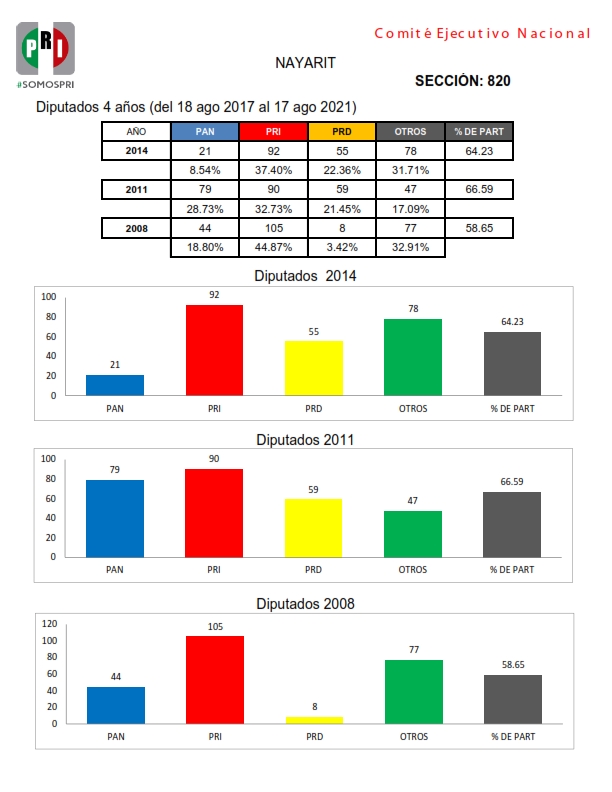 Comité Ejecutivo Nacional
PRI
#SOMOSPRI
NAYARIT
SECCIÓN: 820
Diputados 4 años (del 18 ago 2017 al 17 ago 2021)
AÑO PAN PRI PRD OTROS % DE PART
2014 21 92 55 78 64.23
8.54% 37.40% 22.36% 31.71%
2011 79 90 59 47 66.59
28.73% 32.73% 21.45% 17.09%
2008 44 105 8 77 58.65
18.80% 44.87% 3.42% 32.91%
Diputados 2014
100
80
60
40
20
0
21
92
55
78
64.23
PAN PRI PRD OTROS % DE PART
Diputados 2011
100
80
60
40
20
0
79
90
59
47
66.59
PAN PRI PRD OTROS % DE PART
Diputados 2008
120
100
80
60
40
20
0
44
105
8
77
58.65
PAN PRI PRD OTROS % DE PART